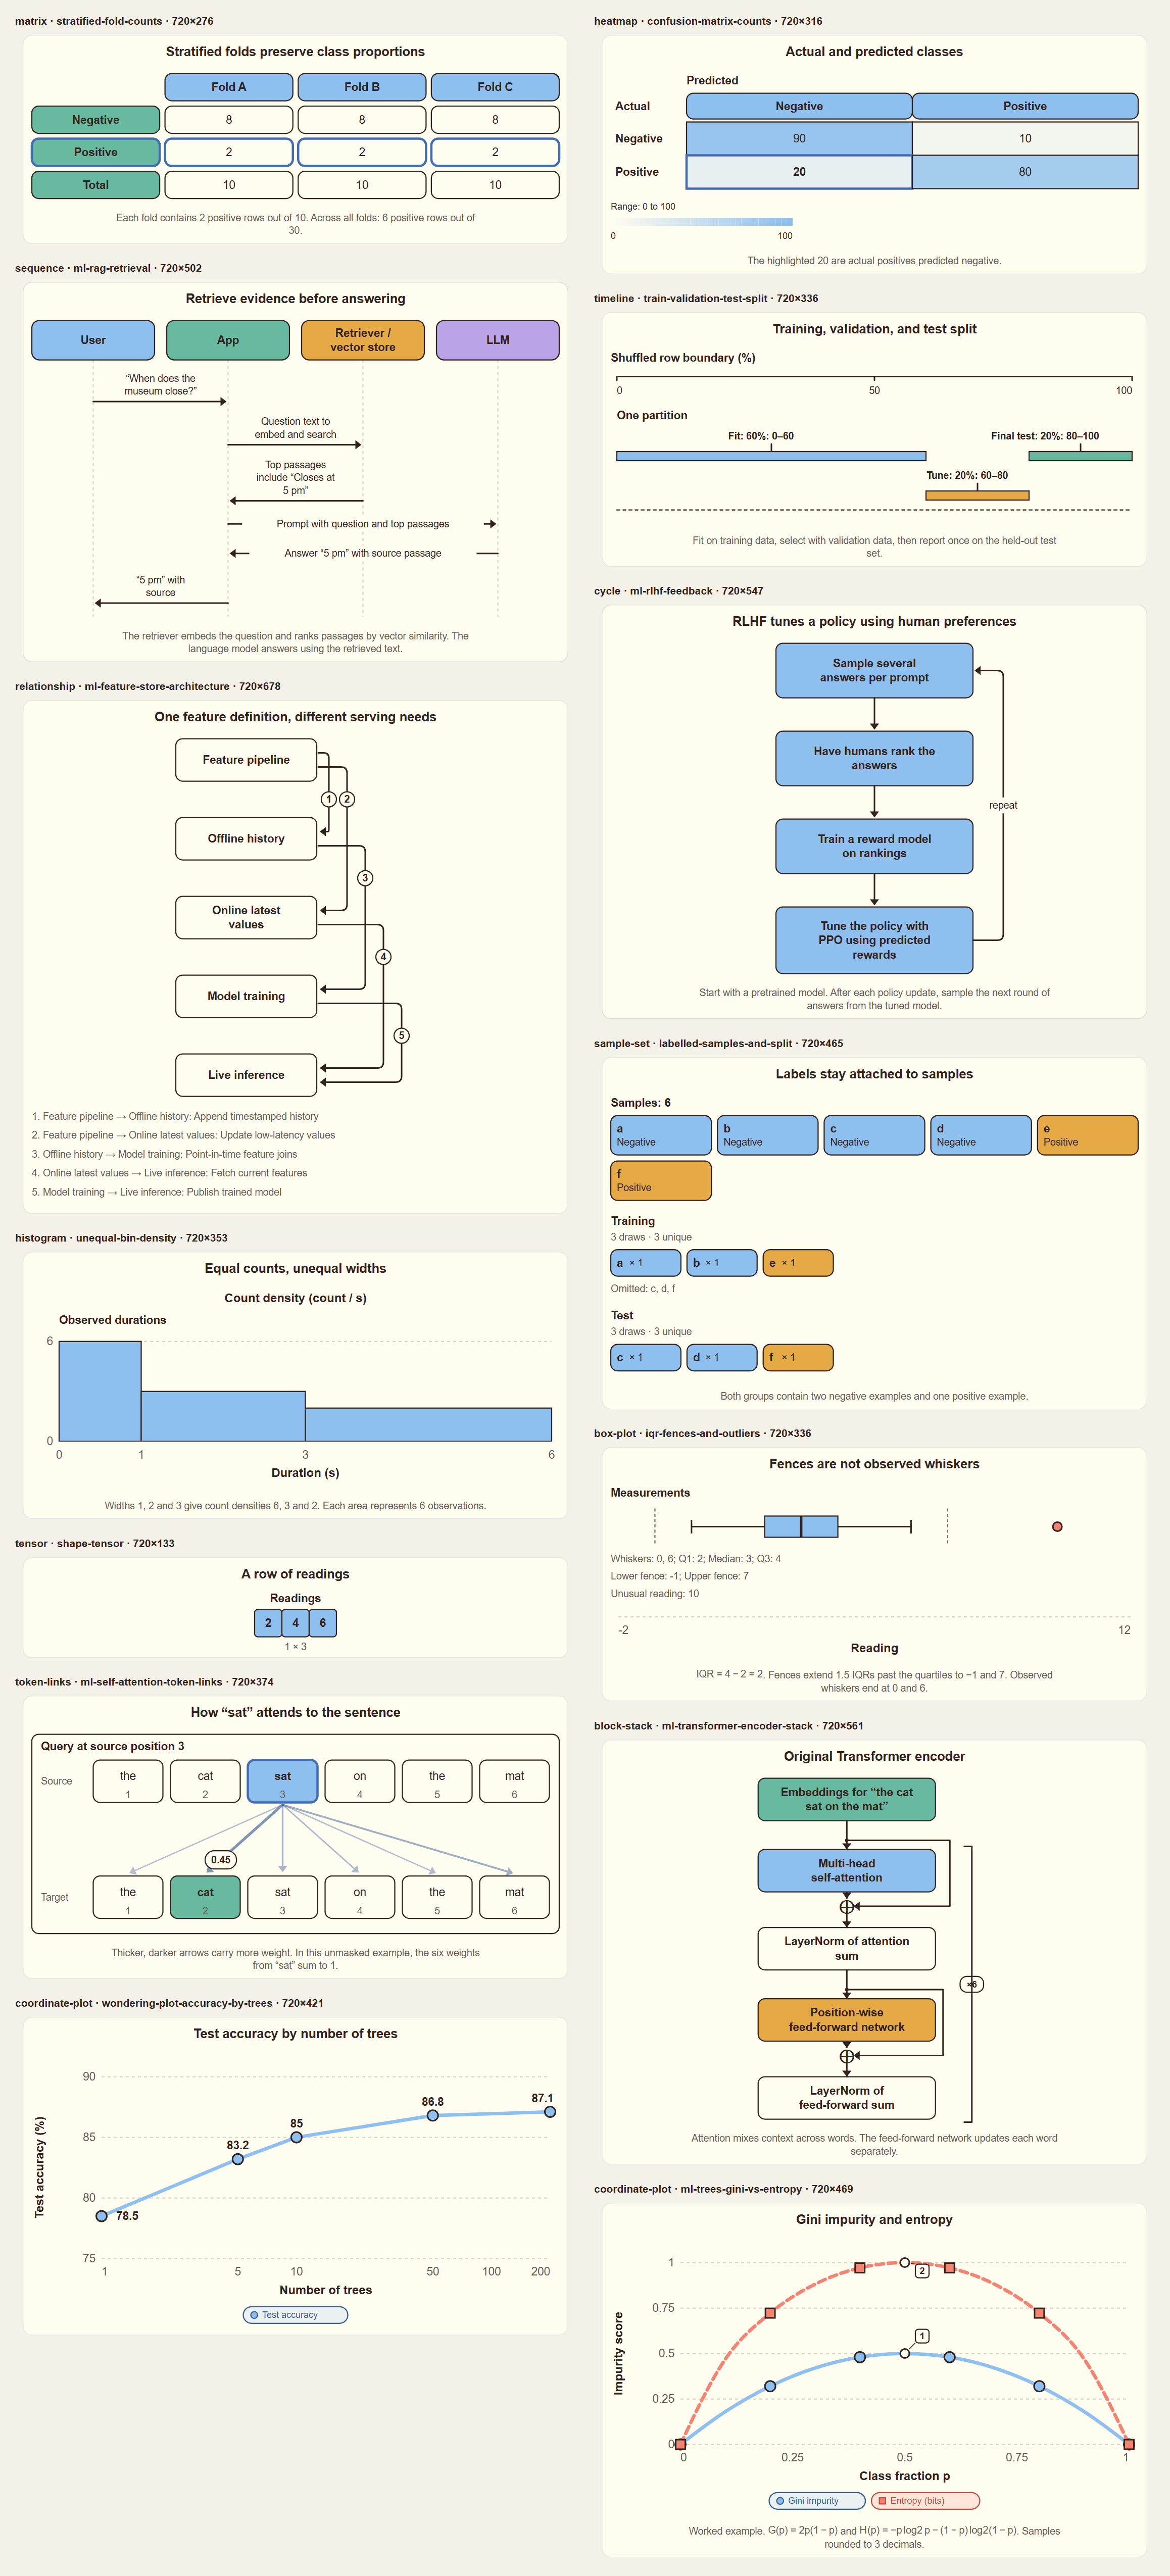 matrix · stratified-fold-counts · 720×276
Stratified folds preserve class proportions
Fold A
Fold B
Fold C
Negative
8
8
8
Positive
2
2
2
Total
10
10
10
Each fold contains 2 positive rows out of 10. Across all folds: 6 positive rows out of
30.
sequence · ml-rag-retrieval · 720×502
Retrieve evidence before answering
User
App
Retriever /
vector store
LLM
“When does the
museum close?”
Question text to
embed and search
Top passages
include “Closes at
5 pm”
Prompt with question and top passages
Answer “5 pm” with source passage
“5 pm” with
source
The retriever embeds the question and ranks passages by vector similarity. The
language model answers using the retrieved text.
relationship · ml-feature-store-architecture · 720×678
One feature definition, different serving needs
Feature pipeline
1
2
Offline history
3
Online latest
values
4
Model training
5
Live inference
1. Feature pipeline → Offline history: Append timestamped history
2. Feature pipeline → Online latest values: Update low-latency values
3. Offline history → Model training: Point-in-time feature joins
4. Online latest values → Live inference: Fetch current features
5. Model training → Live inference: Publish trained model
histogram · unequal-bin-density · 720×353
Equal counts, unequal widths
Count density (count / s)
Observed durations
6
0
0
1
3
6
Duration (s)
Widths 1, 2 and 3 give count densities 6, 3 and 2. Each area represents 6 observations.
tensor · shape-tensor · 720×133
A row of readings
Readings
2
4
6
1 × 3
token-links · ml-self-attention-token-links · 720×374
How “sat” attends to the sentence
Query at source position 3
Source
the
cat
sat
on
the
mat
1
2
3
4
5
6
0.45
Target
the
cat
sat
on
the
mat
1
2
3
4
5
6
Thicker, darker arrows carry more weight. In this unmasked example, the six weights
from “sat” sum to 1.
coordinate-plot · wondering-plot-accuracy-by-trees · 720×421
Test accuracy by number of trees
Test accuracy (%)
90
85
80
75
78.5
83.2
85
86.8
87.1
1
5
10
50
100
200
Number of trees
Test accuracy
heatmap · confusion-matrix-counts · 720×316
Actual and predicted classes
Predicted
Actual
Negative
Positive
Negative
90
10
Positive
20
80
Range: 0 to 100
0
100
The highlighted 20 are actual positives predicted negative.
timeline · train-validation-test-split · 720×336
Training, validation, and test split
Shuffled row boundary (%)
0
50
100
One partition
Fit: 60%: 0–60
Final test: 20%: 80–100
Tune: 20%: 60–80
Fit on training data, select with validation data, then report once on the held-out test
set.
cycle · ml-rlhf-feedback · 720×547
RLHF tunes a policy using human preferences
Sample several
answers per prompt
Have humans rank the
answers
repeat
Train a reward model
on rankings
Tune the policy with
PPO using predicted
rewards
Start with a pretrained model. After each policy update, sample the next round of
answers from the tuned model.
sample-set · labelled-samples-and-split · 720×465
Labels stay attached to samples
Samples: 6
a
Negative
b
Negative
c
Negative
d
Negative
e
Positive
f
Positive
Training
3 draws · 3 unique
a × 1
b × 1
e × 1
Omitted: c, d, f
Test
3 draws · 3 unique
c × 1
d × 1
f × 1
Both groups contain two negative examples and one positive example.
box-plot · iqr-fences-and-outliers · 720×336
Fences are not observed whiskers
Measurements
Whiskers: 0, 6; Q1: 2; Median: 3; Q3: 4
Lower fence: -1; Upper fence: 7
Unusual reading: 10
-2
12
Reading
IQR = 4 − 2 = 2. Fences extend 1.5 IQRs past the quartiles to −1 and 7. Observed
whiskers end at 0 and 6.
block-stack · ml-transformer-encoder-stack · 720×561
Original Transformer encoder
Embeddings for “the cat
sat on the mat”
Multi-head
self-attention
LayerNorm of attention
sum
×6
Position-wise
feed-forward network
LayerNorm of
feed-forward sum
Attention mixes context across words. The feed-forward network updates each word
separately.
coordinate-plot · ml-trees-gini-vs-entropy · 720×469
Gini impurity and entropy
Impurity score
1
0.75
0.5
0.25
0
2
1
0
0.25
0.5
0.75
1
Class fraction p
Gini impurity
Entropy (bits)
Worked example. G(p) = 2p(1 − p) and H(p) = −p log2 p − (1 − p) log2(1 − p). Samples
rounded to 3 decimals.